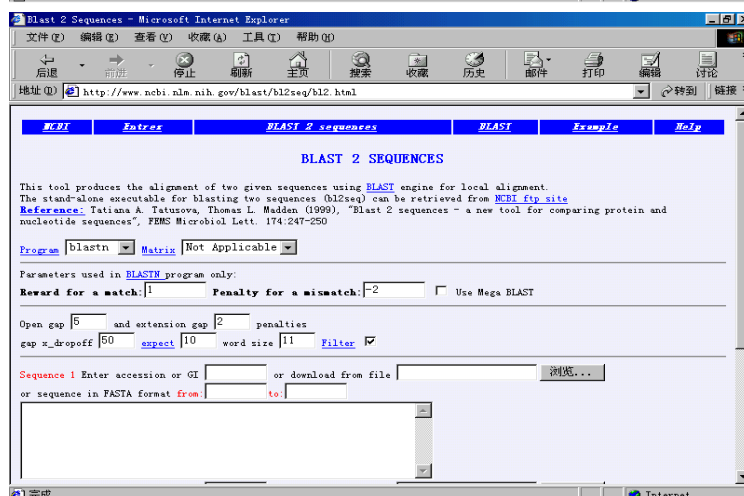 Blast 2 Sequences - Microsoft Internet Explorer
文件(F) 编辑(E) 查看(V) 收藏(A) 工具(T) 帮助(H)
后退 前进 停止 刷新 主页 搜索 收藏 历史 邮件 打印 编辑 讨论
地址(D) http://www.ncbi.nlm.nih.gov/blast/bl2seq/bl2.html 转到 链接
NCBI Entrez BLAST 2 sequences BLAST Example Help
BLAST 2 SEQUENCES
This tool produces the alignment of two given sequences using BLAST engine for local alignment.
The stand-alone executable for blasting two sequences (bl2seq) can be retrieved from NCBI ftp site
Reference: Tatiana A. Tatusova, Thomas L. Madden (1999), "Blast 2 sequences - a new tool for comparing protein and
nucleotide sequences", FEMS Microbiol Lett. 174:247-250
Program blastn Matrix Not Applicable
Parameters used in BLASTN program only:
Reward for a match: 1 Penalty for a mismatch: -2 Use Mega BLAST
Open gap 5 and extension gap 2 penalties
gap x_dropoff 50 expect 10 word size 11 Filter
Sequence 1 Enter accession or GI or download from file 浏览...
or sequence in FASTA format from: to:
完成 Internet